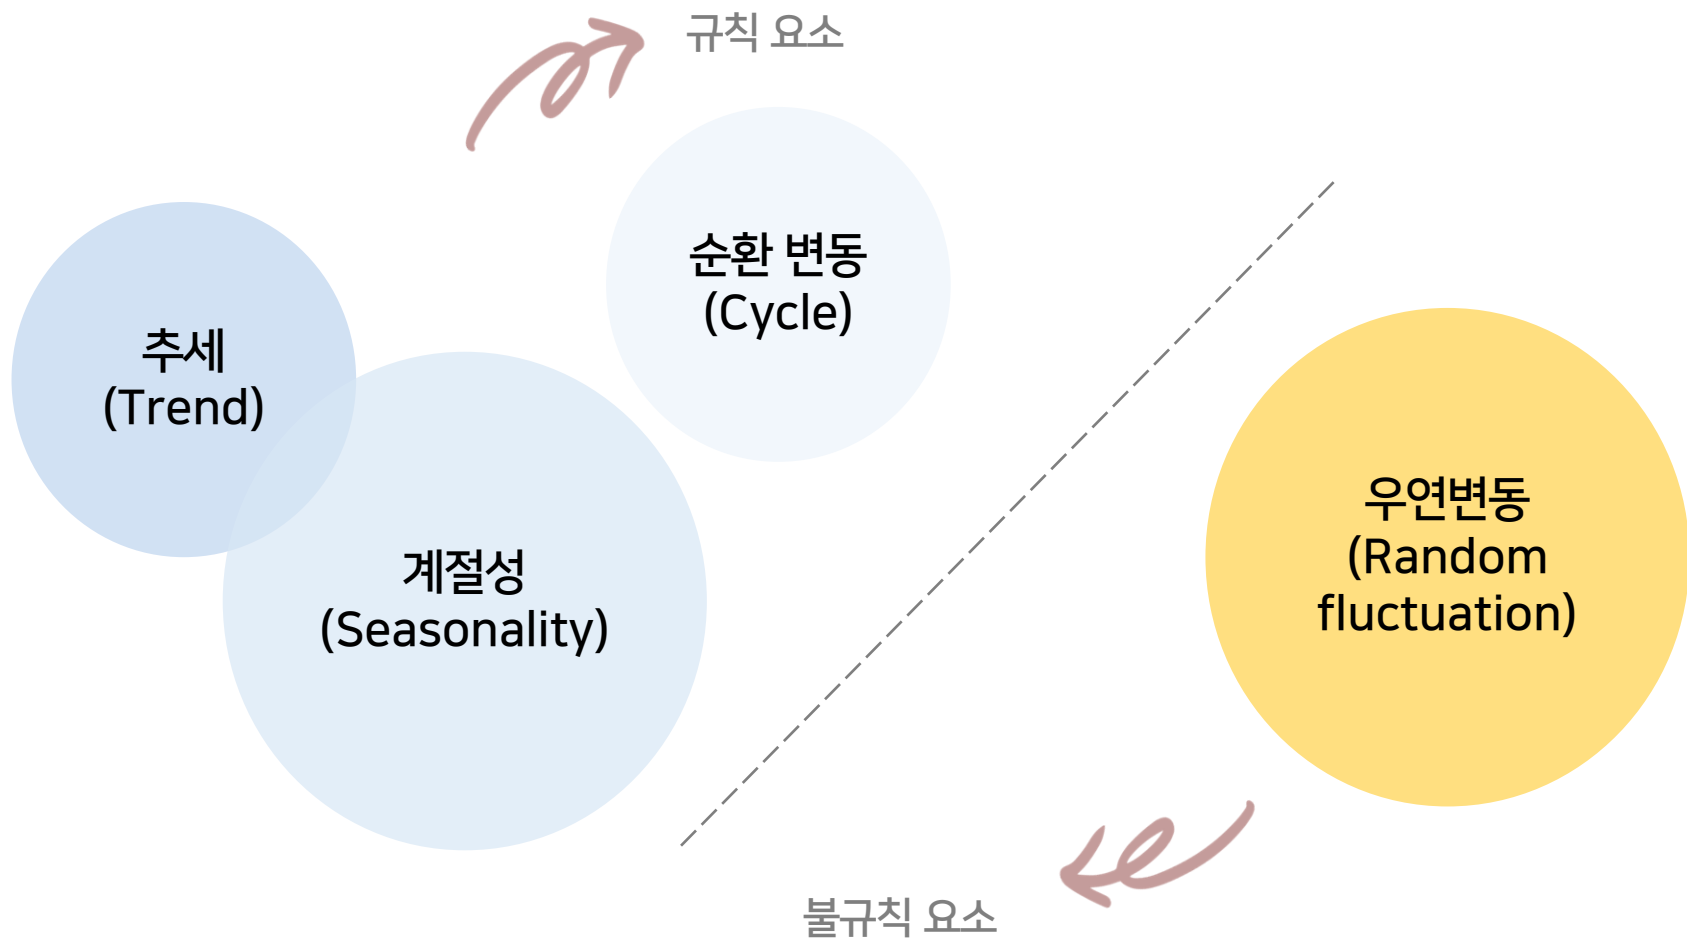 규칙 요소
순환 변동
(Cycle)
추세
(Trend)
계절성
(Seasonality)
우연변동
(Random
fluctuation)
불규칙 요소